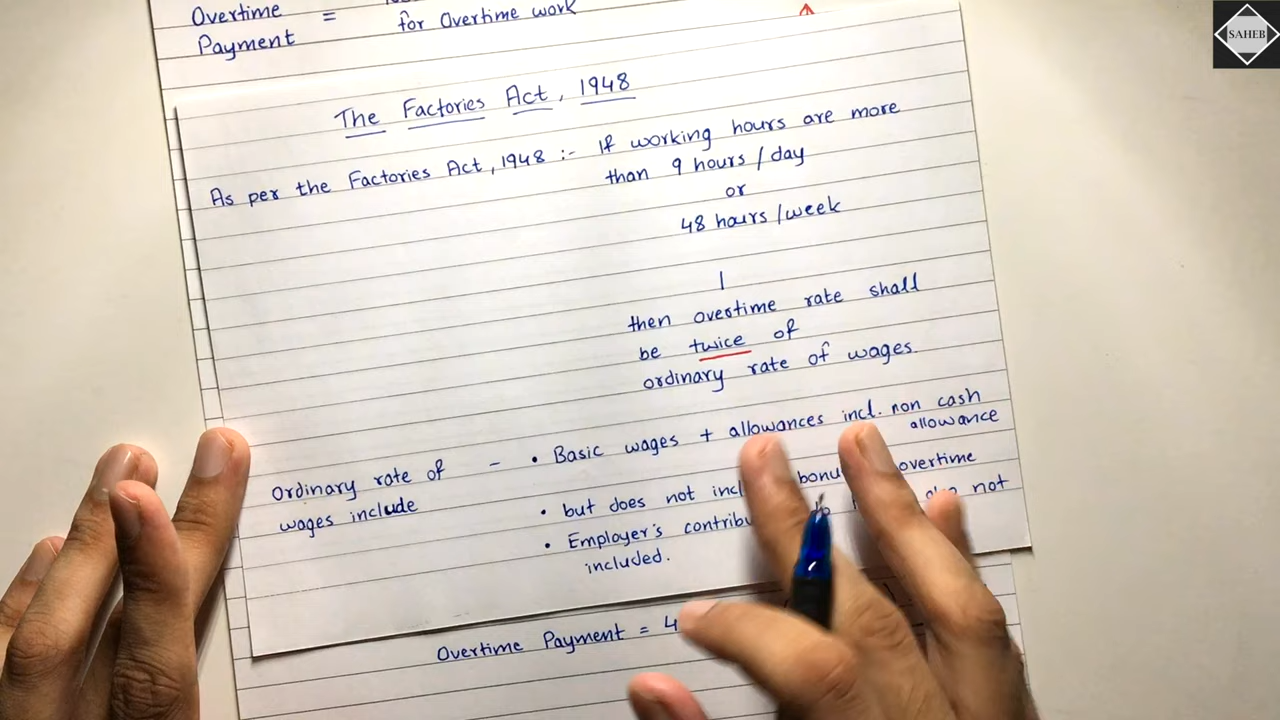 Overtime
Payment = for Overtime work
The Factories Act, 1948
As per the Factories Act, 1948 :- If working hours are more
than 9 hours / day
or
48 hours / week
then overtime rate shall
be twice of
ordinary rate of wages.
Ordinary rate of - • Basic wages + allowances incl. non cash
wages include
allowance
• but does not incl bonu overtime
• Employer's contribu not
included.
Overtime Payment = 4
SAHEB